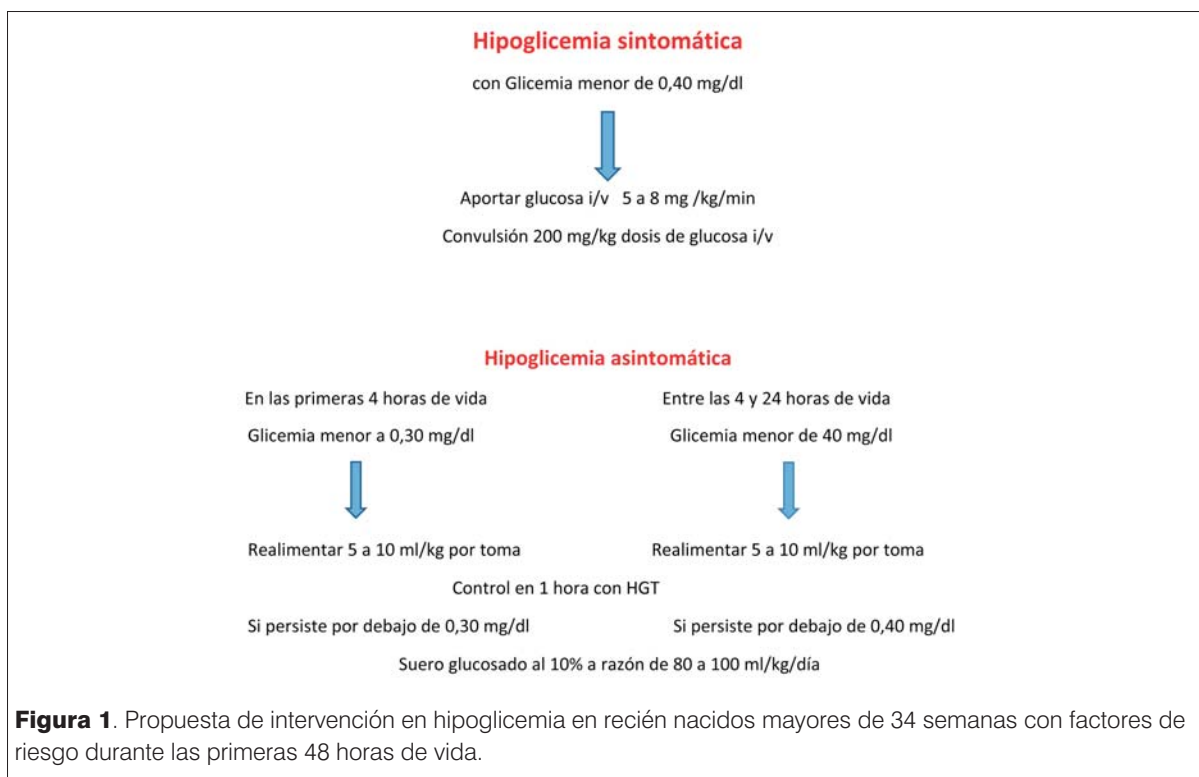 Hipoglicemia sintomática
con Glicemia menor de 0,40 mg/dl
Aportar glucosa i/v 5 a 8 mg /kg/min
Convulsión 200 mg/kg dosis de glucosa i/v
Hipoglicemia asintomática
En las primeras 4 horas de vida
Glicemia menor a 0,30 mg/dl
Entre las 4 y 24 horas de vida
Glicemia menor de 40 mg/dl
Realimentar 5 a 10 ml/kg por toma
Realimentar 5 a 10 ml/kg por toma
Control en 1 hora con HGT
Si persiste por debajo de 0,30 mg/dl
Si persiste por debajo de 0,40 mg/dl
Suero glucosado al 10% a razón de 80 a 100 ml/kg/día
Figura 1. Propuesta de intervención en hipoglicemia en recién nacidos mayores de 34 semanas con factores de
riesgo durante las primeras 48 horas de vida.